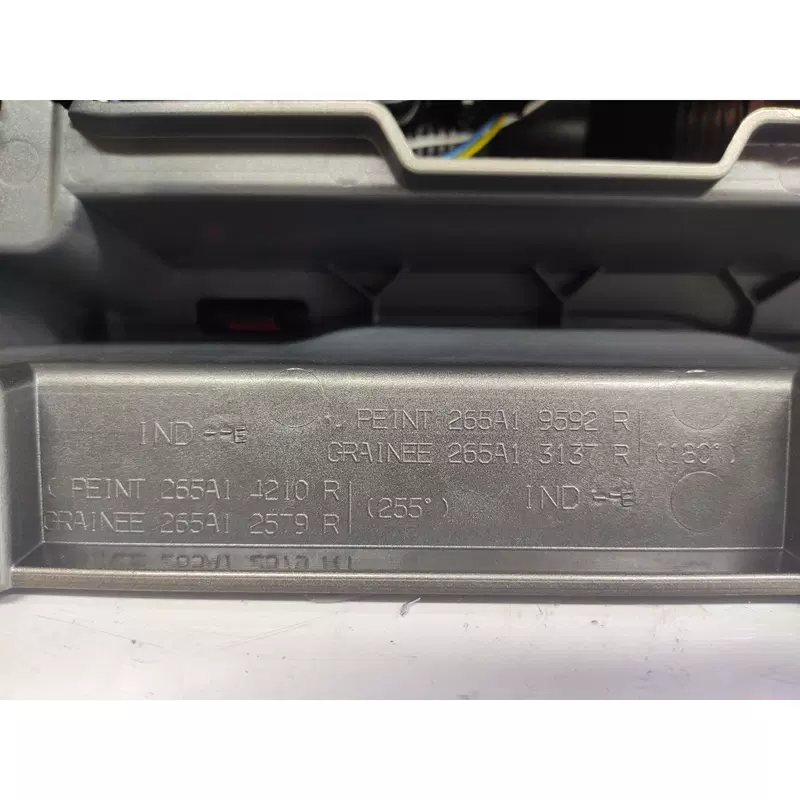 PEINT 265A1 9592 R
GRAINEE 265A1 3137 R (180°)
IND
PEINT 265A1 4210 R
GRAINEE 265A1 2579 R (255°)
IND